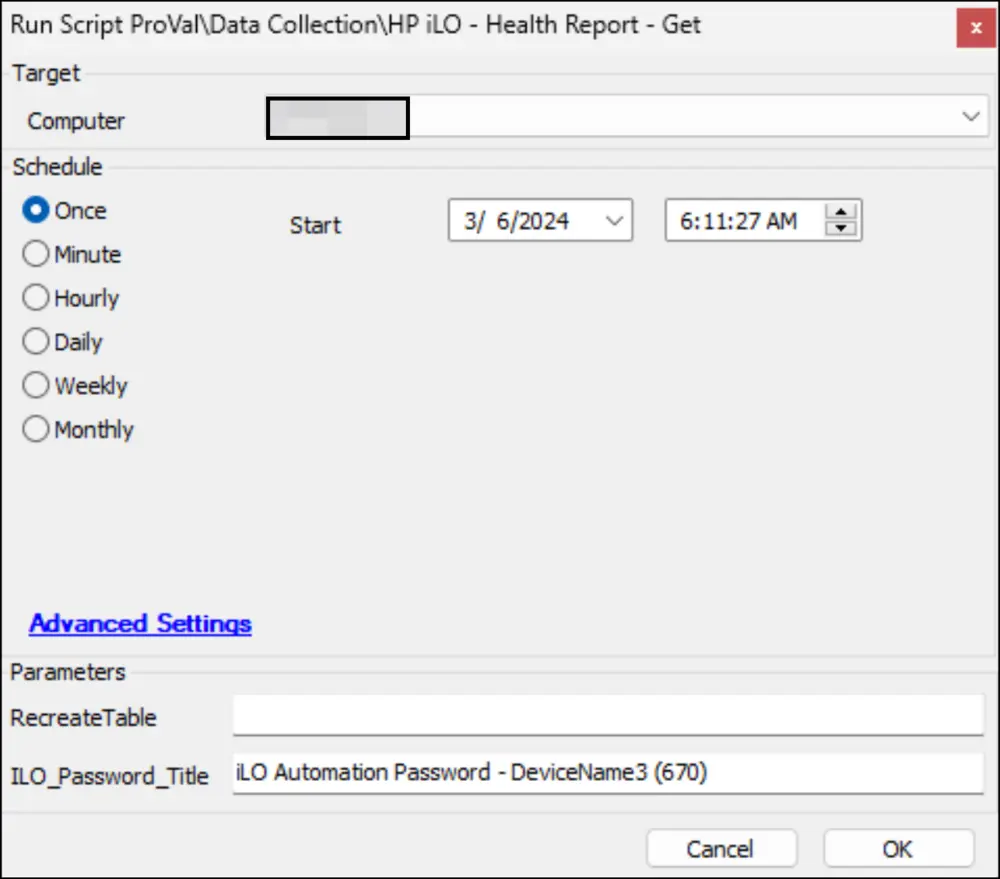 Run Script ProVal\Data Collection\HP iLO - Health Report - Get
x
Target
Computer
Schedule
Once
Start
3/ 6/2024
6:11:27 AM
Minute
Hourly
Daily
Weekly
Monthly
Advanced Settings
Parameters
RecreateTable
ILO_Password_Title
iLO Automation Password - DeviceName3 (670)
Cancel
OK